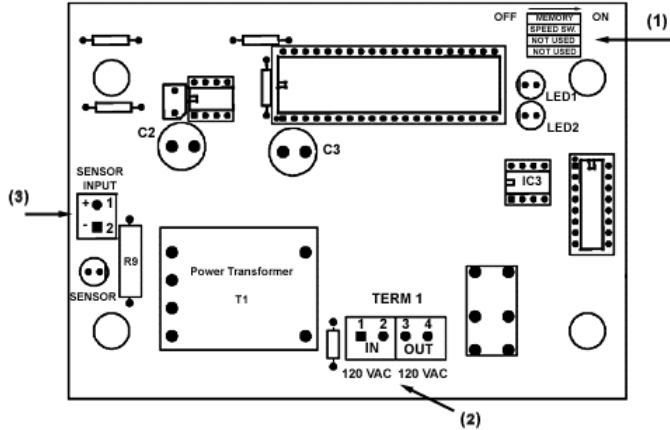 OFF MEMORY ON
SPEED SW.
NOT USED
NOT USED
(1)
LED1
LED2
C2
C3
IC3
SENSOR
INPUT
(3)
+ 1
- 2
R9
SENSOR
Power Transformer
T1
TERM 1
1 2 3 4
IN OUT
120 VAC 120 VAC
(2)